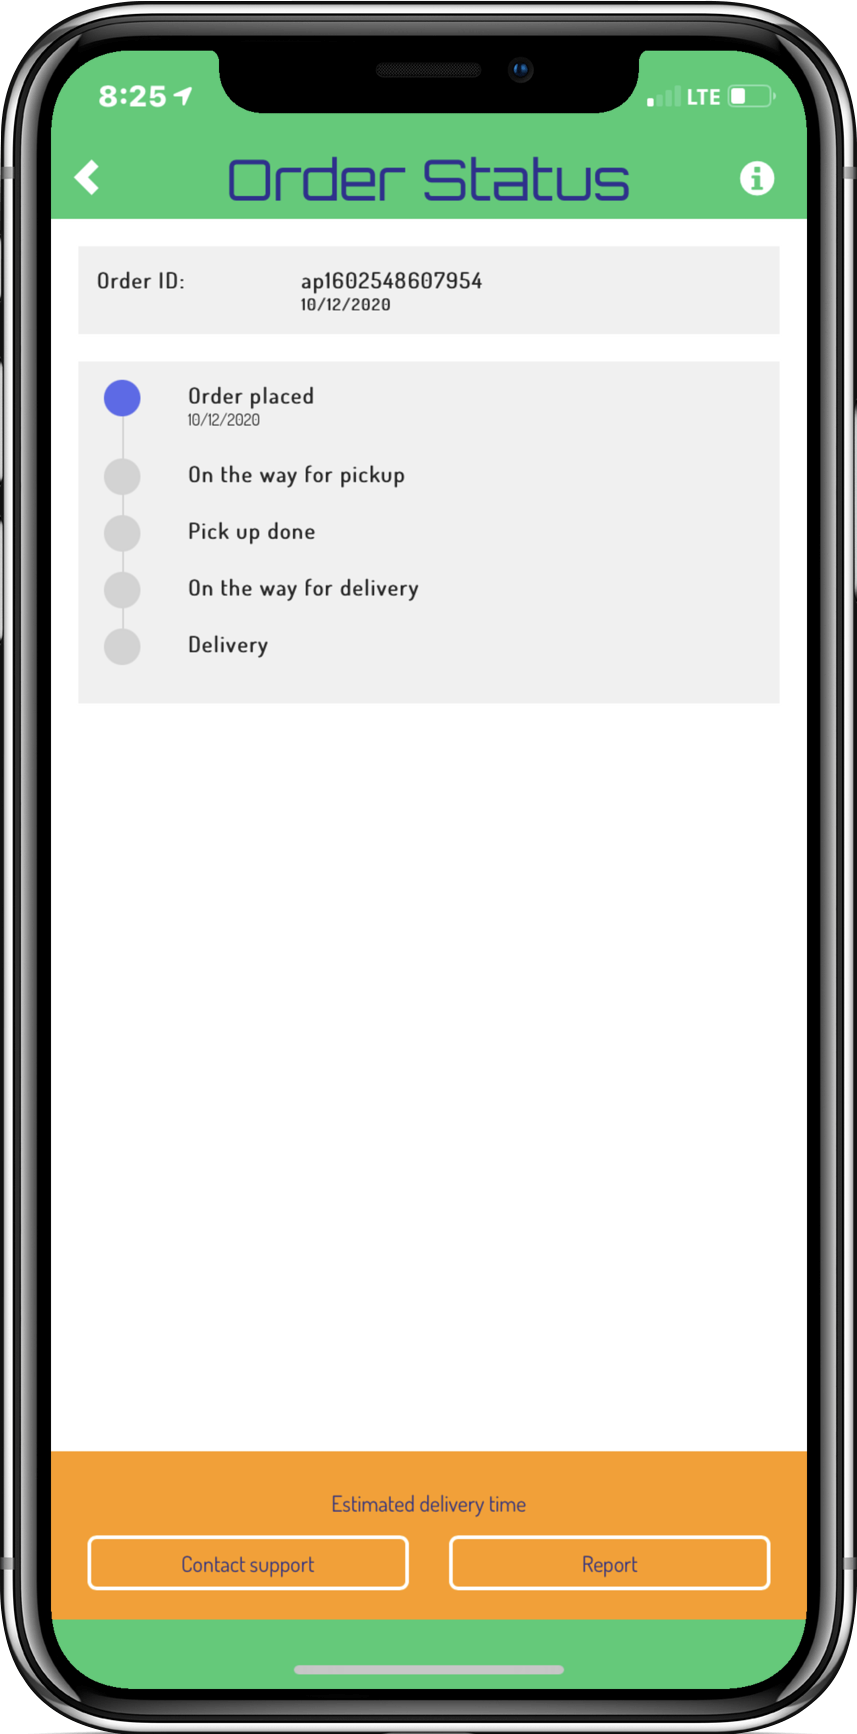 8:25 LTE
Order Status
Order ID: ap1602548607954
10/12/2020
Order placed
10/12/2020
On the way for pickup
Pick up done
On the way for delivery
Delivery
Estimated delivery time
Contact support Report